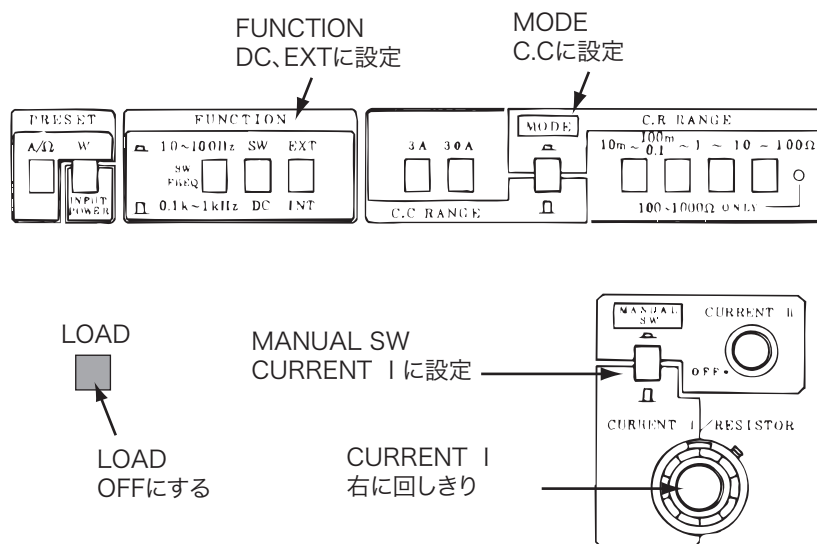 FUNCTION
DC、EXTに設定
MODE
C.Cに設定
PRESET
A/Ω W
INPUT
POWER
FUNCTION
10~100Hz SW EXT
SW
FREQ
0.1k~1kHz DC INT
3A 30A
C.C RANGE
MODE
C.R RANGE
10m~100m
0.1~1 ~ 10 ~100Ω
100~1000Ω ONLY
LOAD
LOAD
OFFにする
MANUAL SW
CURRENT Iに設定
CURRENT I
右に回しきり
MANUAL
SW
CURRENT II
OFF
CURRENT I/RESISTOR